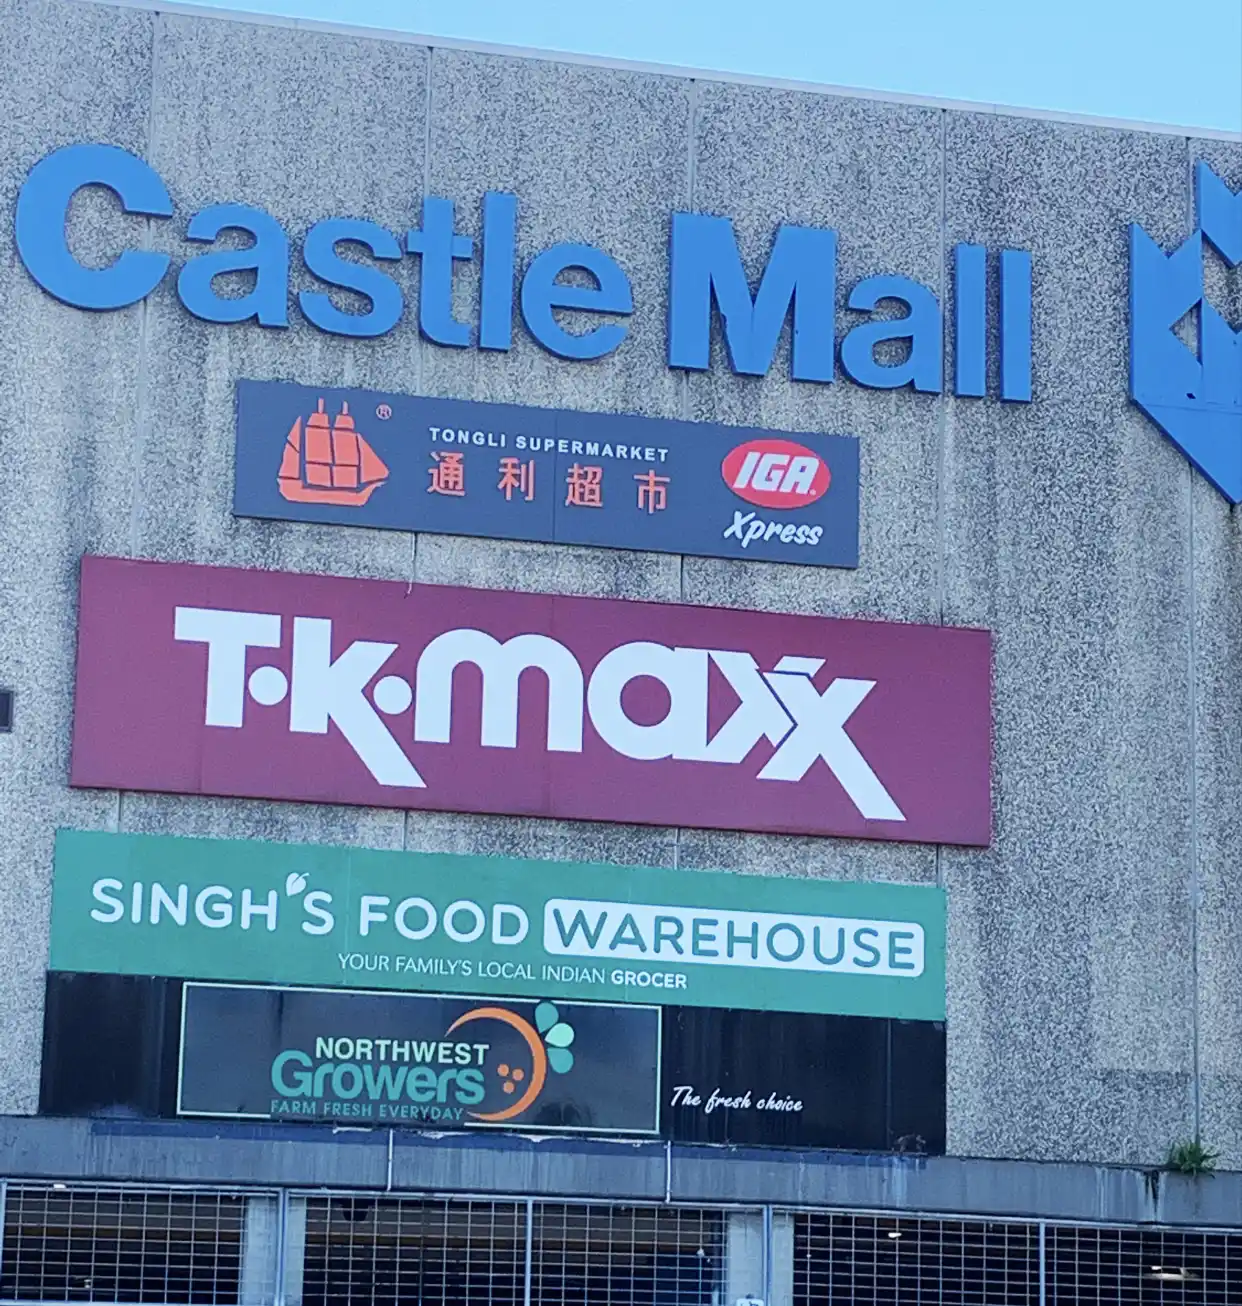 Castle Mall
®
TONGLI SUPERMARKET
通利超市
IGA
Xpress
T·K·maxx
SINGH'S FOOD WAREHOUSE
YOUR FAMILY'S LOCAL INDIAN GROCER
NORTHWEST
Growers
FARM FRESH EVERYDAY
The fresh choice